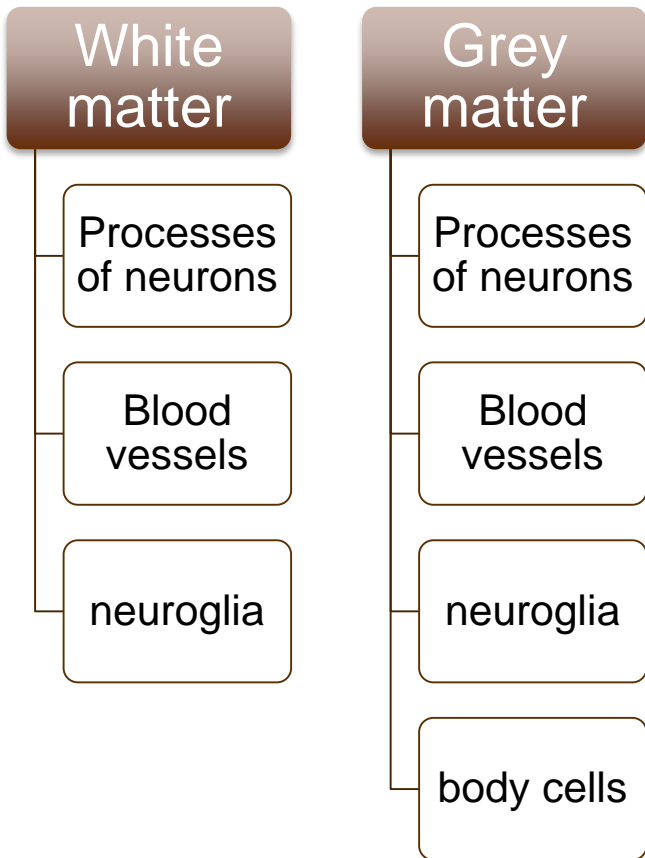 White
matter
Processes
of neurons
Blood
vessels
neuroglia
Grey
matter
Processes
of neurons
Blood
vessels
neuroglia
body cells